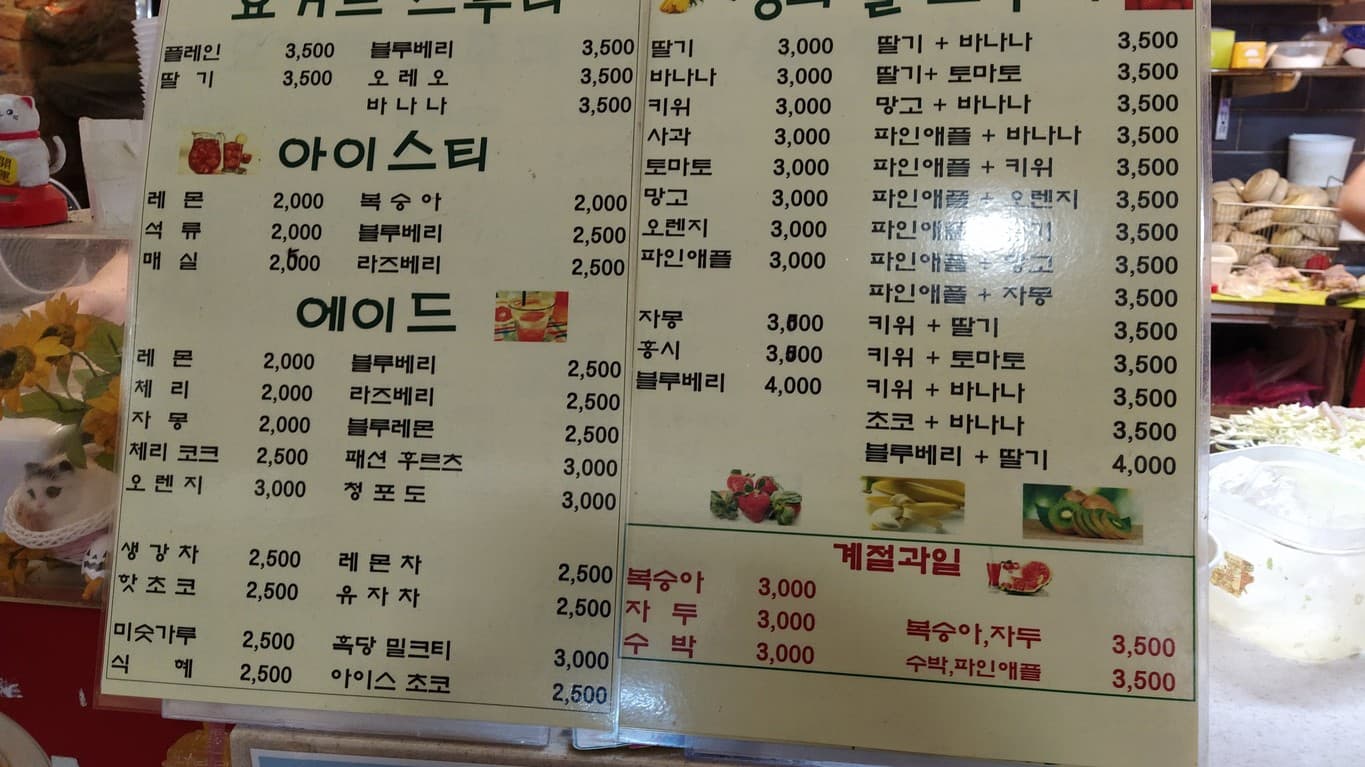 요거트 스무디
플레인 3,500 블루베리 3,500
딸 기 3,500 오 레 오 3,500
바 나 나 3,500
아이스티
레 몬 2,000 복 숭 아 2,000
석 류 2,000 블루베리 2,500
매 실 2,500 라즈베리 2,500
에이드
레 몬 2,000 블루베리 2,500
체 리 2,000 라즈베리 2,500
자 몽 2,000 블루레몬 2,500
체리 코크 2,500 패션 후르츠 3,000
오 렌 지 3,000 청 포 도 3,000
생 강 차 2,500 레 몬 차 2,500
핫 초 코 2,500 유 자 차 2,500
미숫가루 2,500 흑당 밀크티 3,000
식 혜 2,500 아이스 초코 2,500
딸기 3,000 딸기 + 바나나 3,500
바나나 3,000 딸기+ 토마토 3,500
키위 3,000 망고 + 바나나 3,500
사과 3,000 파인애플 + 바나나 3,500
토마토 3,000 파인애플 + 키위 3,500
망고 3,000 파인애플 + 오렌지 3,500
오렌지 3,000 파인애플 3,500
파인애플 3,000 파인애플 + 망고 3,500
파인애플 + 자몽 3,500
자몽 3,500 키위 + 딸기 3,500
홍시 3,500 키위 + 토마토 3,500
블루베리 4,000 키위 + 바나나 3,500
초코 + 바나나 3,500
블루베리 + 딸기 4,000
계절과일
복숭아 3,000
자 두 3,000 복숭아,자두 3,500
수 박 3,000 수박,파인애플 3,500